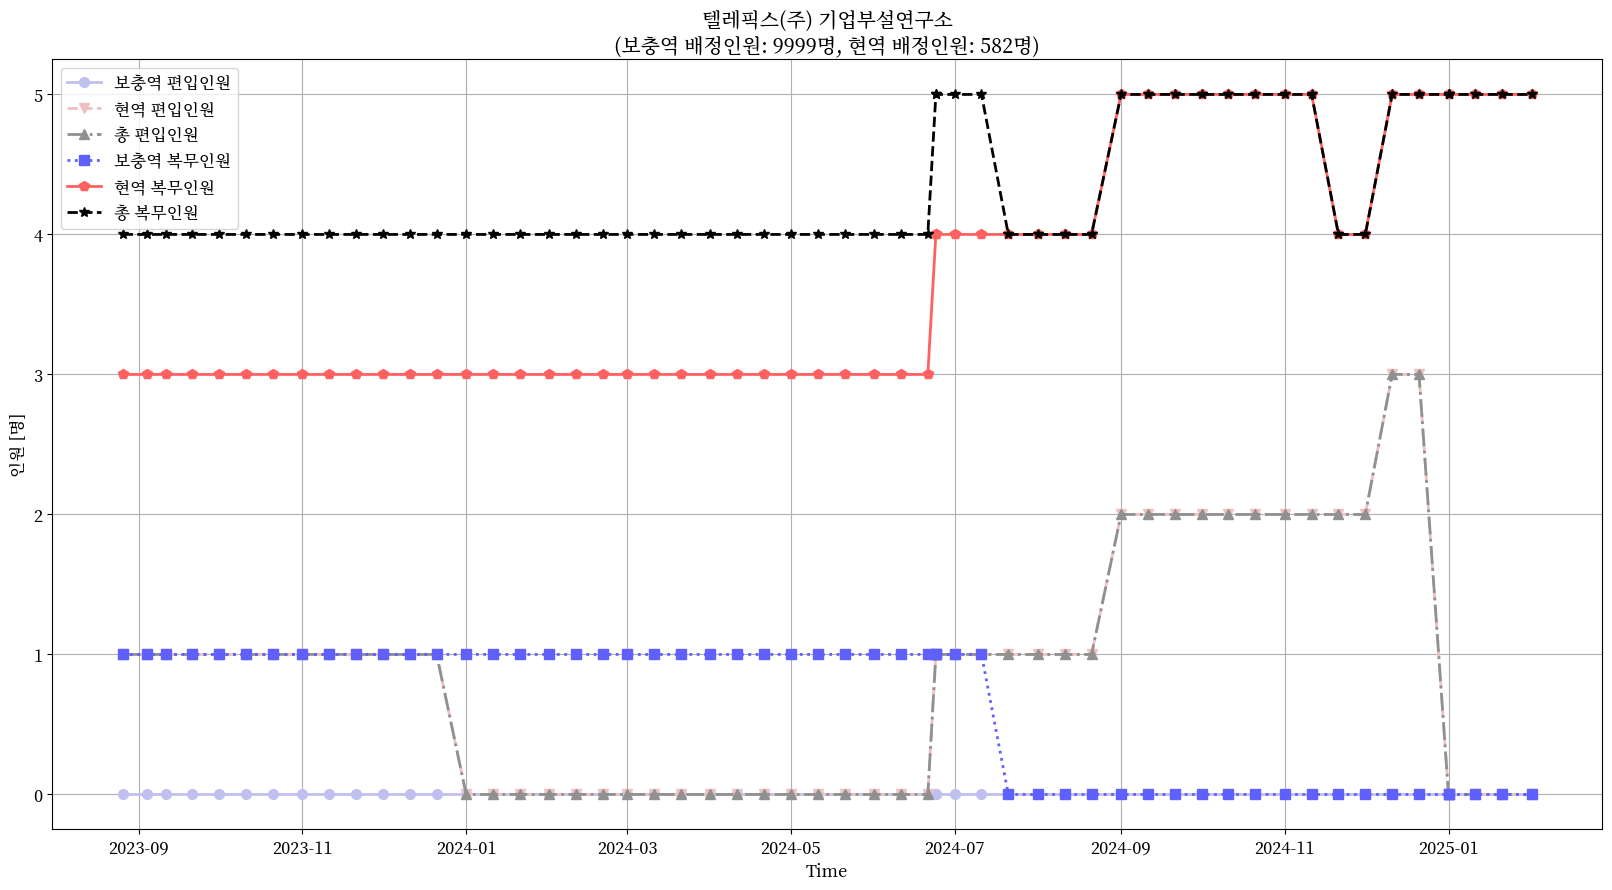 텔레픽스(주) 기업부설연구소
(보충역 배정인원: 9999명, 현역 배정인원: 582명)
보충역 편입인원
현역 편입인원
총 편입인원
보충역 복무인원
현역 복무인원
총 복무인원
인원 [명]
5
4
3
2
1
0
2023-09 2023-11 2024-01 2024-03 2024-05 2024-07 2024-09 2024-11 2025-01
Time